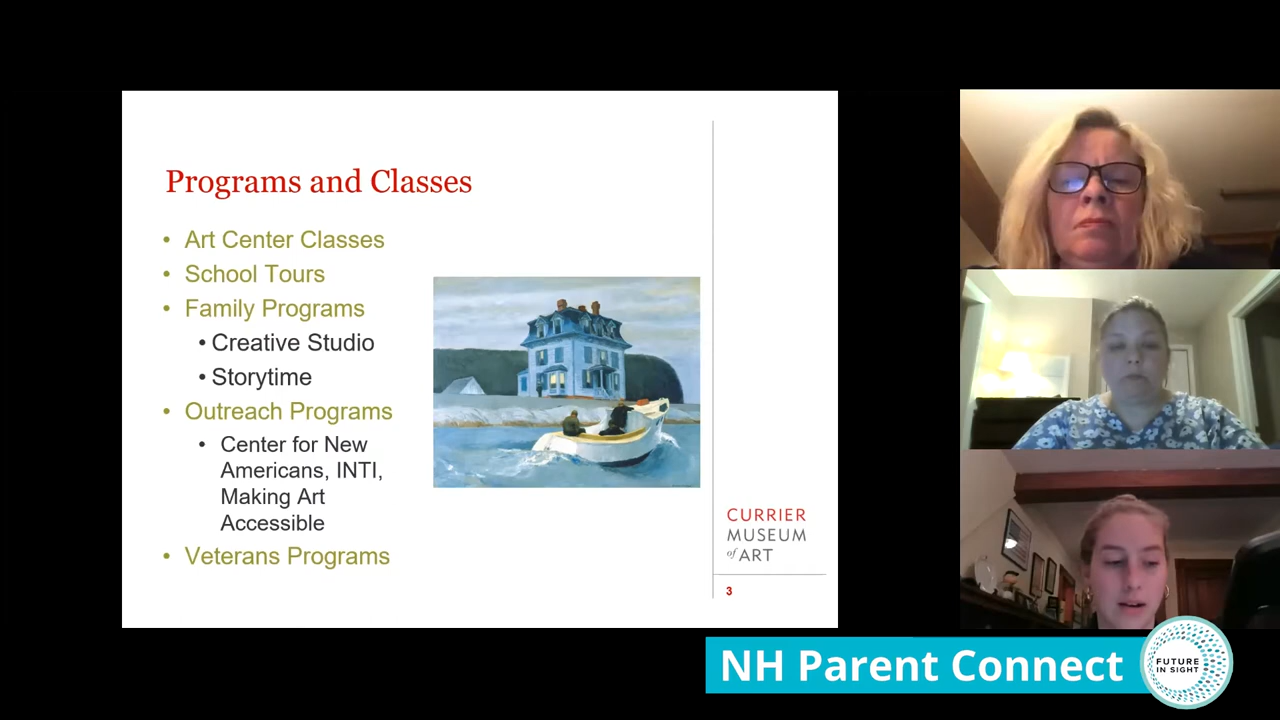 Programs and Classes
• Art Center Classes
• School Tours
• Family Programs
• Creative Studio
• Storytime
• Outreach Programs
• Center for New
Americans, INTI,
Making Art
Accessible
• Veterans Programs
CURRIER
MUSEUM
of ART
3
NH Parent Connect
FUTURE
IN SIGHT